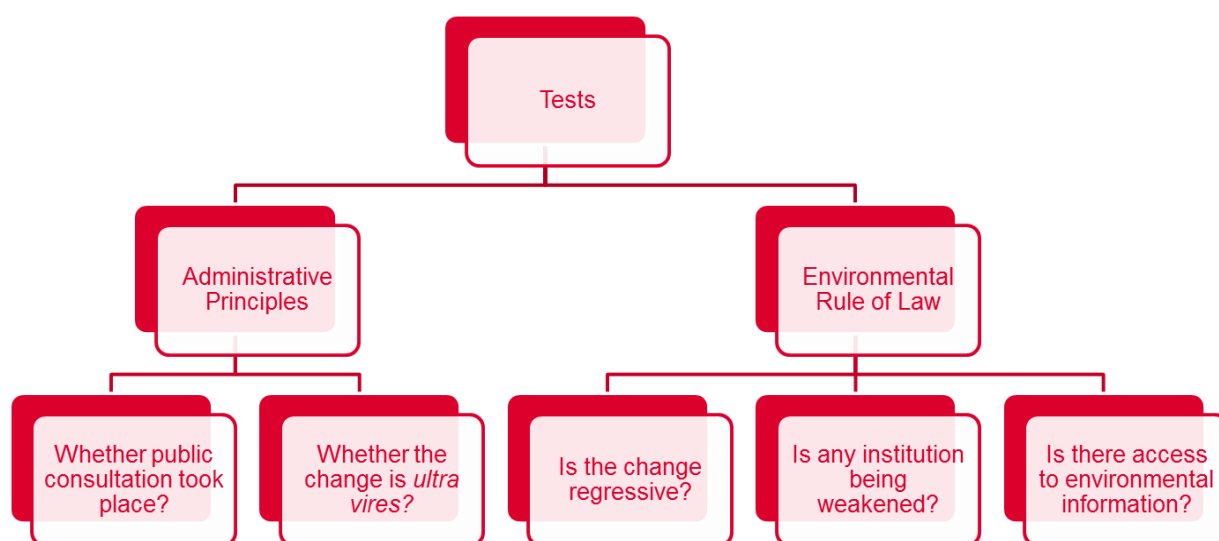 Tests
Administrative
Principles
Environmental
Rule of Law
Whether public
consultation took
place?
Whether the
change is ultra
vires?
Is the change
regressive?
Is any institution
being
weakened?
Is there access
to environmental
information?